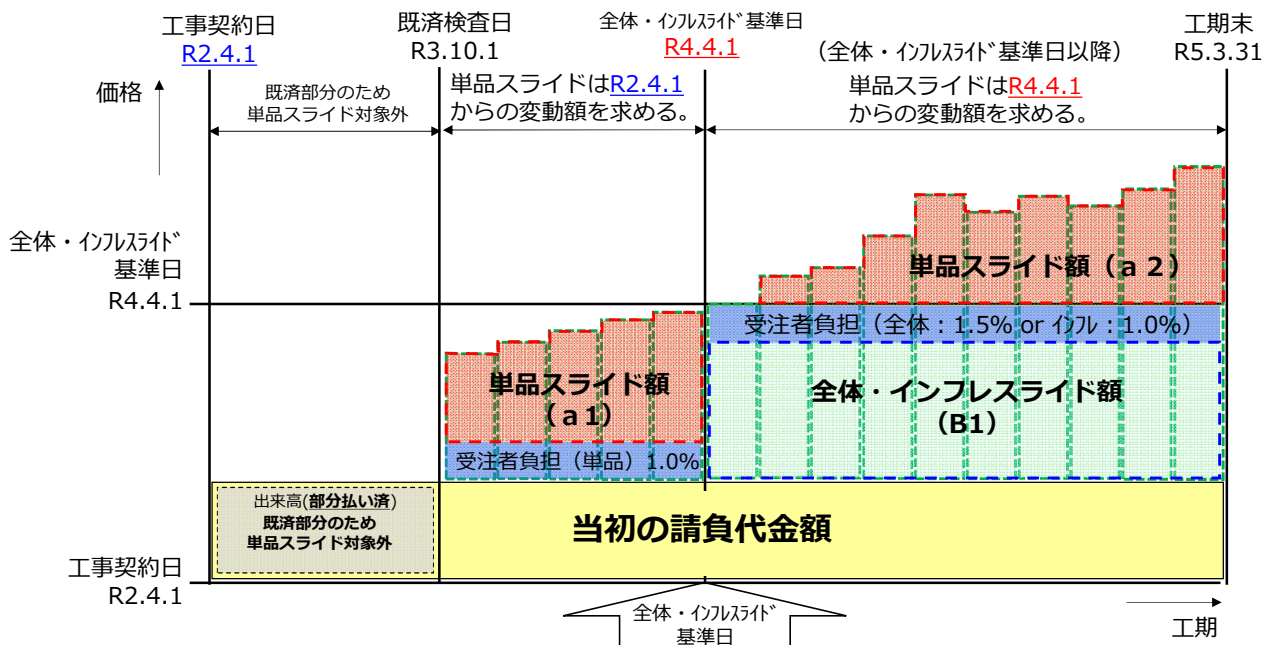 工事契約日
R2.4.1
既済検査日
R3.10.1
全体・ｲﾝﾌﾚｽﾗｲﾄﾞ基準日
R4.4.1
（全体・ｲﾝﾌﾚｽﾗｲﾄﾞ基準日以降）
工期末
R5.3.31
価格
既済部分のため
単品スライド対象外
単品スライドはR2.4.1
からの変動額を求める。
単品スライドはR4.4.1
からの変動額を求める。
全体・ｲﾝﾌﾚｽﾗｲﾄﾞ
基準日
R4.4.1
単品スライド額（ａ２）
受注者負担（全体：1.5% or ｲﾝﾌﾚ：1.0%）
単品スライド額
（ａ1）
全体・インフレスライド額
（B1）
受注者負担（単品）1.0%
出来高(部分払い済)
既済部分のため
単品スライド対象外
当初の請負代金額
工事契約日
R2.4.1
全体・ｲﾝﾌﾚｽﾗｲﾄﾞ
基準日
工期